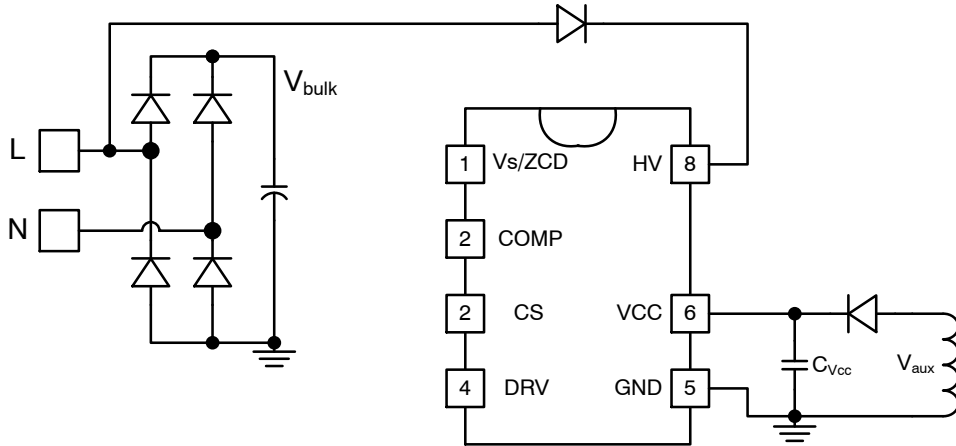 V_bulk
L
N
1 Vs/ZCD HV 8
2 COMP
2 CS VCC 6
4 DRV GND 5
C_Vcc V_aux